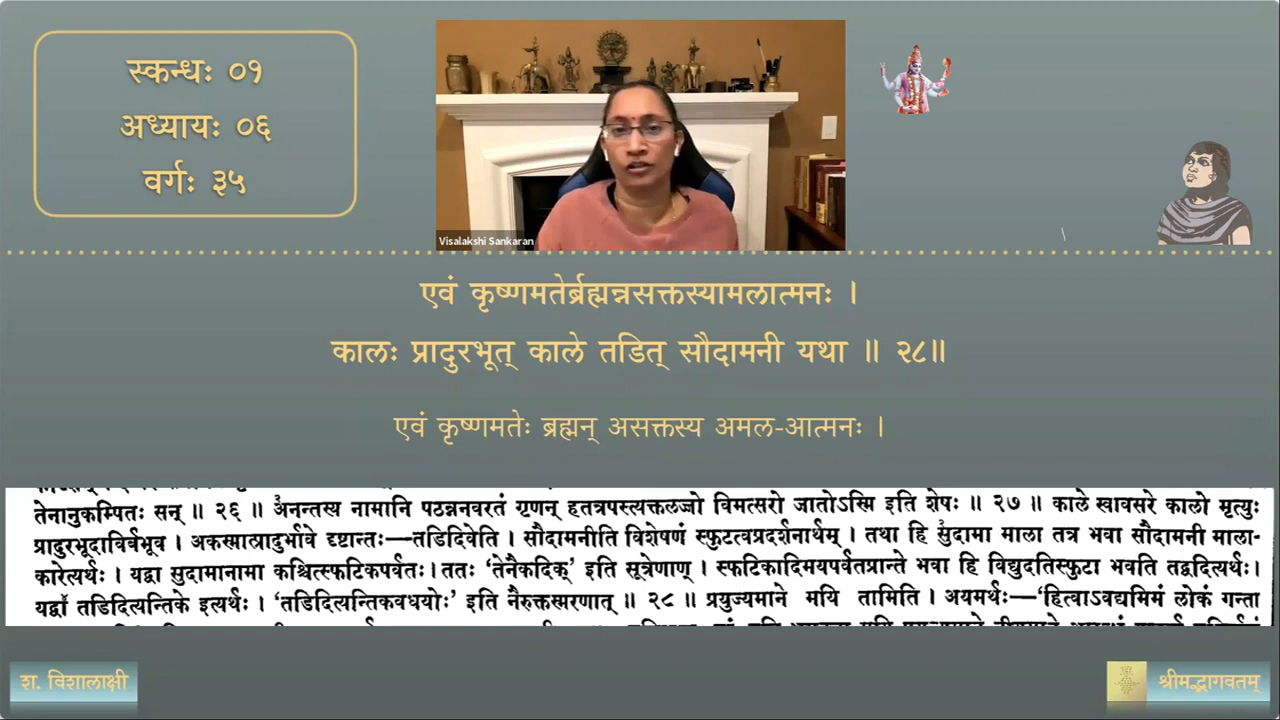 स्कन्धः ०१
अध्यायः ०६
वर्गः ३५
Visalakshi Sankaran
एवं कृष्णमतेर्ब्रह्मन्नसक्तस्यामलात्मनः ।
कालः प्रादुरभूत् काले तडित् सौदामनी यथा ॥ २८॥
एवं कृष्णमतेः ब्रह्मन् असक्तस्य अमल-आत्मनः ।
तेनानुकम्पितः सन् ॥ २६ ॥ अनन्तस्य नामानि पठन्ननवरतं गृणन् हतत्रपस्त्यक्तलज्जो विमत्सरो जातोऽस्मि इति शेषः ॥ २७ ॥ काले स्वावसरे कालो मृत्युः
प्रादुरभूदाविर्बभूव । अकस्मात्प्रादुर्भावे दृष्टान्तः—तडिदिवेति । सौदामनीति विशेषणं स्फुटत्वप्रदर्शनार्थम् । तथा हि सुदामा माला तत्र भवा सौदामनी माला-
कारेत्यर्थः । यद्वा सुदामानामा कश्चित्स्फटिकपर्वतः। ततः 'तेनैकदिक्' इति सूत्रेणाण् । स्फटिकादिमयपर्वतप्रान्ते भवा हि विद्युदतिस्फुटा भवति तद्वदित्यर्थः।
यद्वा तडिदित्यन्तिके इत्यर्थः । 'तडिदित्यन्तिकवधयोः' इति नैरुक्तस्मरणात् ॥ २८ ॥ प्रयुज्यमाने मयि तामिति । अयमर्थः—'हित्वाऽवद्यमिमं लोकं गन्ता
श. विशालाक्षी
श्रीमद्भागवतम्